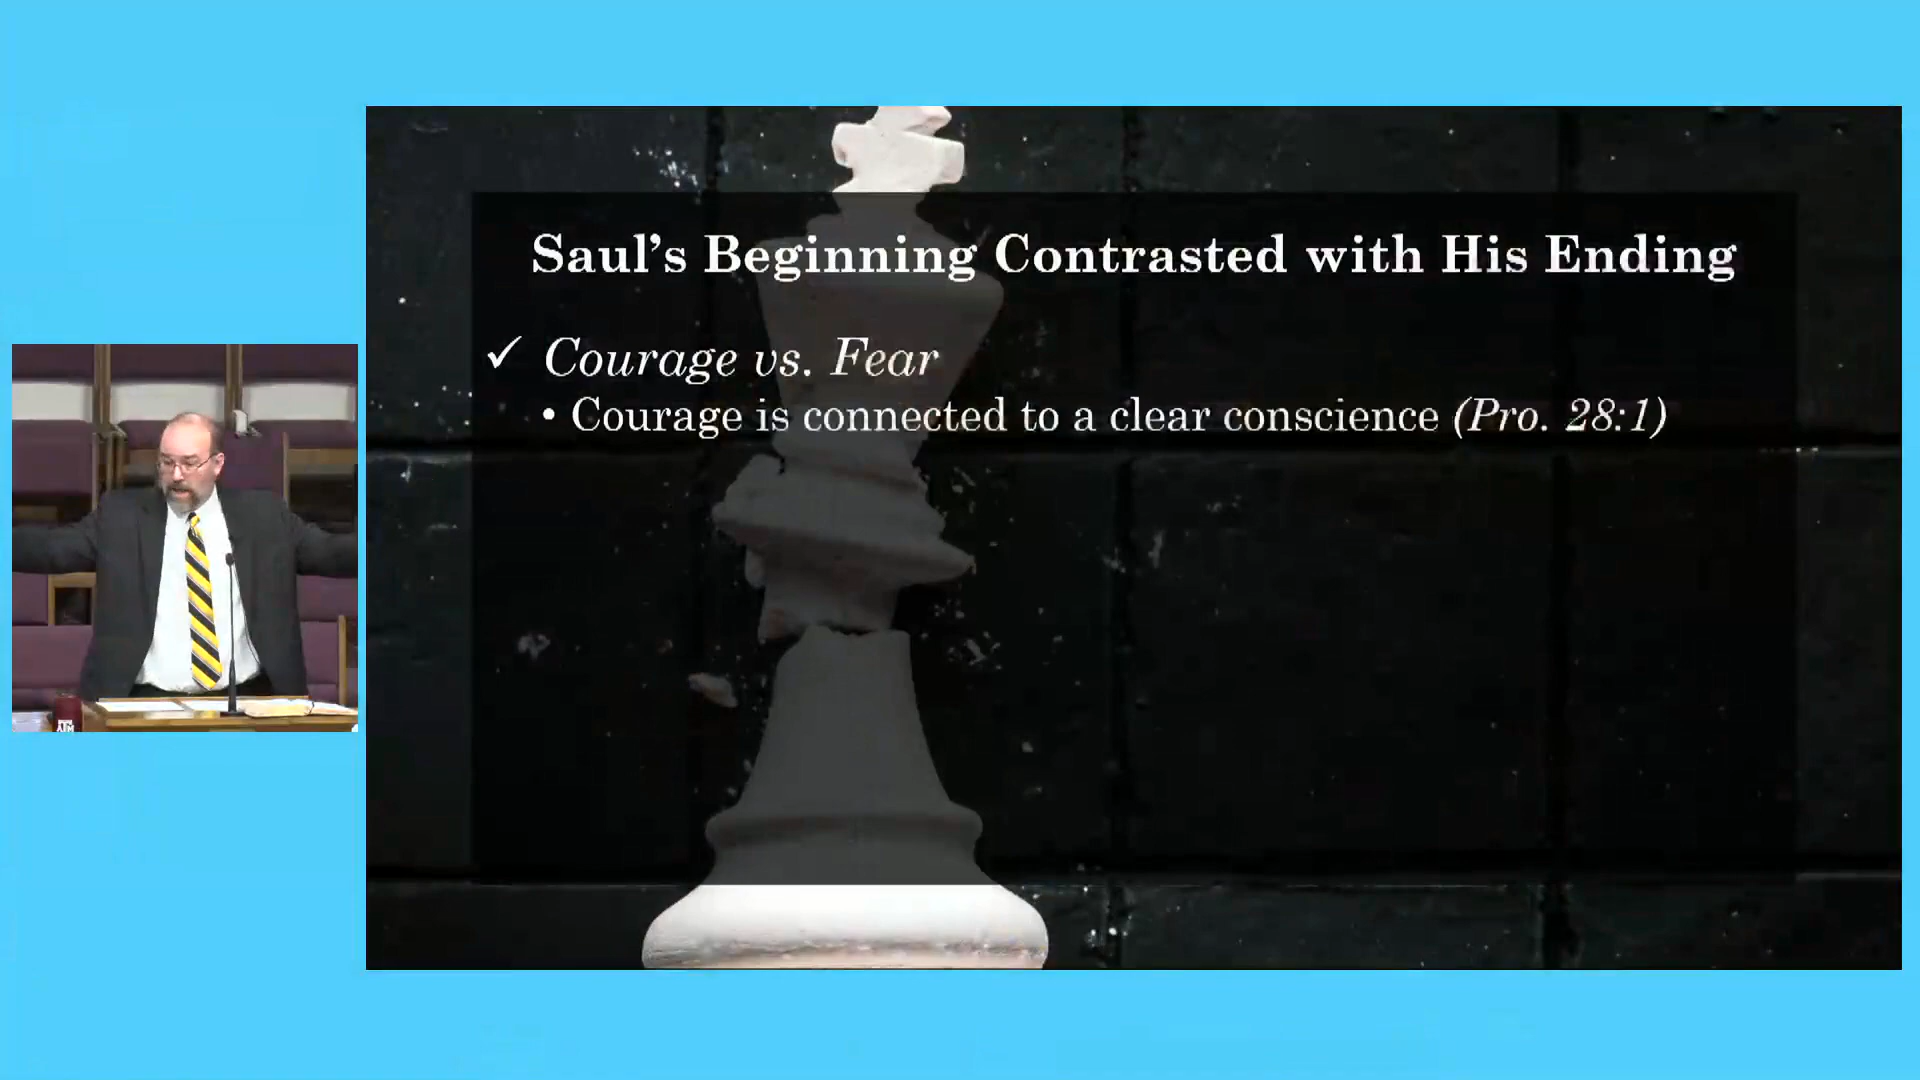 Saul's Beginning Contrasted with His Ending
✓ Courage vs. Fear
• Courage is connected to a clear conscience (Pro. 28:1)